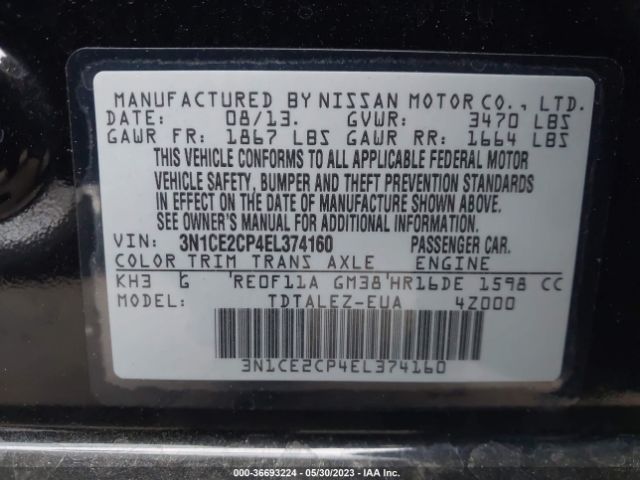 MANUFACTURED BY NISSAN MOTOR CO., LTD.
DATE: 08/13. GVWR: 3470 LBS
GAWR FR: 1867 LBS GAWR RR: 1664 LBS
THIS VEHICLE CONFORMS TO ALL APPLICABLE FEDERAL MOTOR
VEHICLE SAFETY, BUMPER AND THEFT PREVENTION STANDARDS
IN EFFECT ON THE DATE OF MANUFACTURE SHOWN ABOVE.
SEE OWNER'S MANUAL FOR ADDITIONAL INFORMATION.
VIN: 3N1CE2CP4EL374160 PASSENGER CAR.
COLOR TRIM TRANS AXLE ENGINE
KH3 G RE0F11A GM38 HR16DE 1598 CC
MODEL: TDTALEZ-EUA 4Z000
3N1CE2CP4EL374160
000-36693224 — 05/30/2023 — IAA Inc.